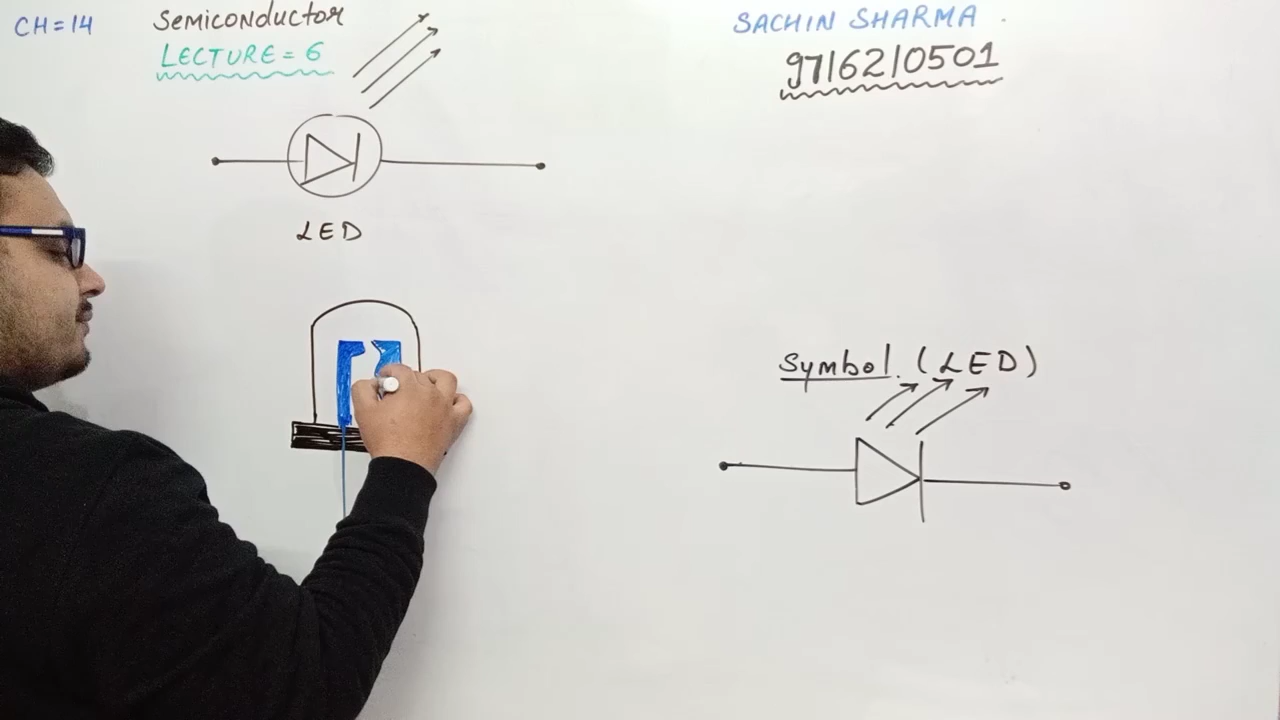 CH=14
Semiconductor
LECTURE = 6
SACHIN SHARMA
9716210501
LED
Symbol. (LED)